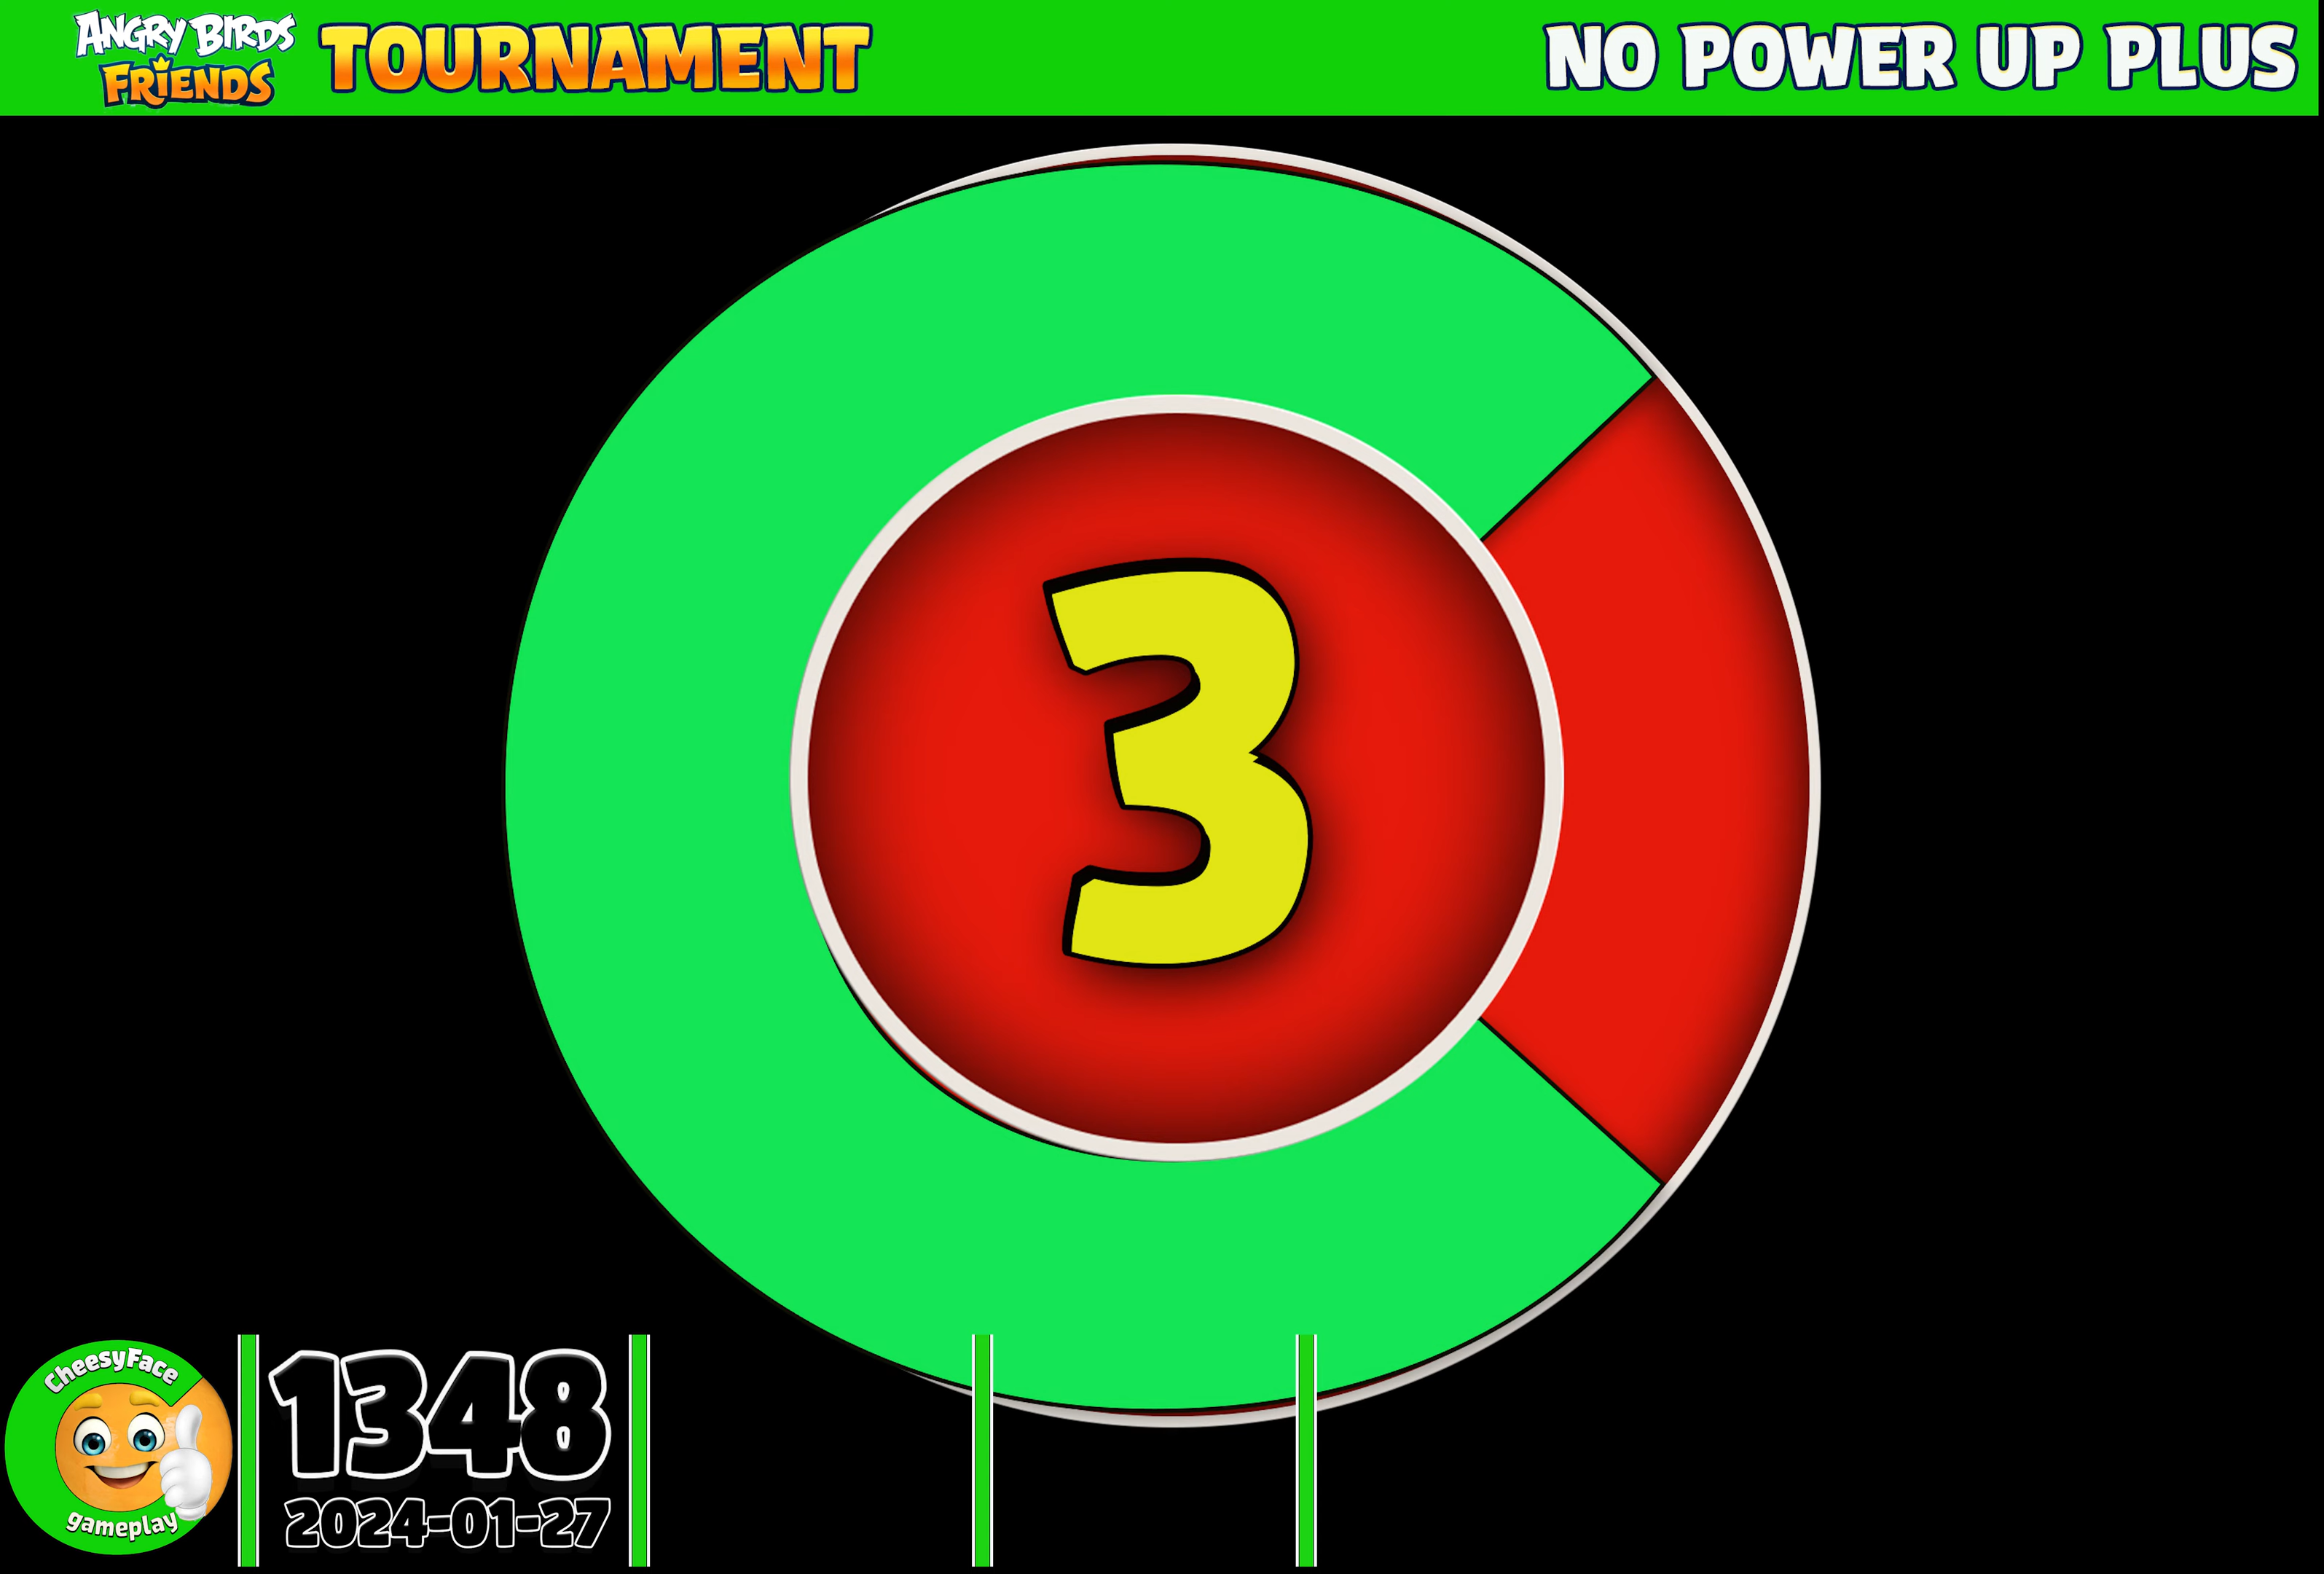 ANGRY BIRDS
FRIENDS
TOURNAMENT
NO POWER UP PLUS
3
CheesyFace
gameplay
1348
2024-01-27